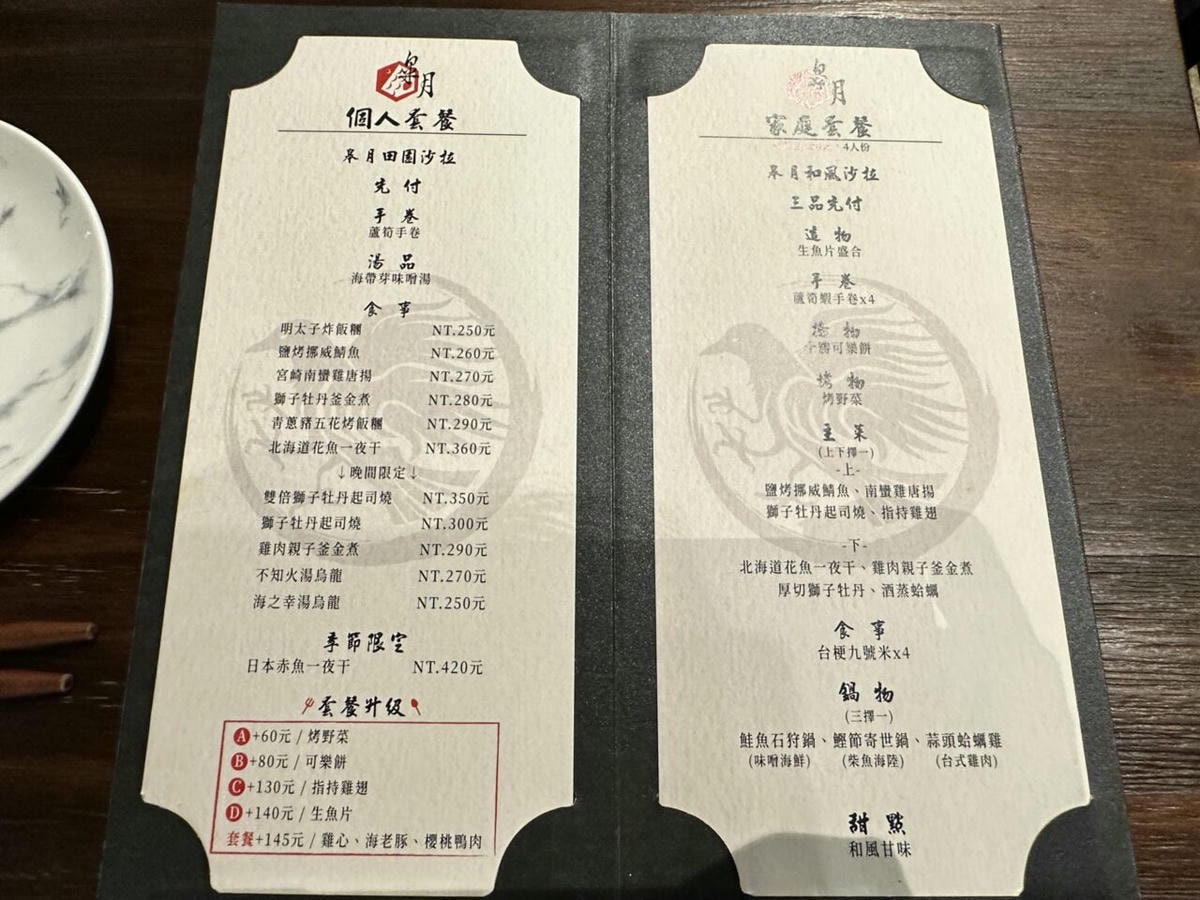 皐月
個人套餐
皐月田園沙拉
先付
手卷
蘆筍手卷
湯品
海帶芽味噌湯
食事
明太子炸飯糰 NT.250元
鹽烤挪威鯖魚 NT.260元
宮崎南蠻雞唐揚 NT.270元
獅子牡丹釜金煮 NT.280元
青蔥豬五花烤飯糰 NT.290元
北海道花魚一夜干 NT.360元
↓晚間限定↓
雙倍獅子牡丹起司燒 NT.350元
獅子牡丹起司燒 NT.300元
雞肉親子釜金煮 NT.290元
不知火湯烏龍 NT.270元
海之幸湯烏龍 NT.250元
季節限定
日本赤魚一夜干 NT.420元
套餐升級
A+60元 / 烤野菜
B+80元 / 可樂餅
C+130元 / 指持雞翅
D+140元 / 生魚片
套餐+145元 / 雞心、海老豚、櫻桃鴨肉
皐月
家庭套餐
4人份
皐月和風沙拉
三品先付
造物
生魚片盛合
手卷
蘆筍蝦手卷x4
揚物
可樂餅
烤物
烤野菜
主菜
(上下擇一)
-上-
鹽烤挪威鯖魚、南蠻雞唐揚
獅子牡丹起司燒、指持雞翅
-下-
北海道花魚一夜干、雞肉親子釜金煮
厚切獅子牡丹、酒蒸蛤蠣
食事
台梗九號米x4
鍋物
(三擇一)
鮭魚石狩鍋、鰹節寄世鍋、蒜頭蛤蠣雞
(味噌海鮮) (柴魚海陸) (台式雞肉)
甜點
和風甘味